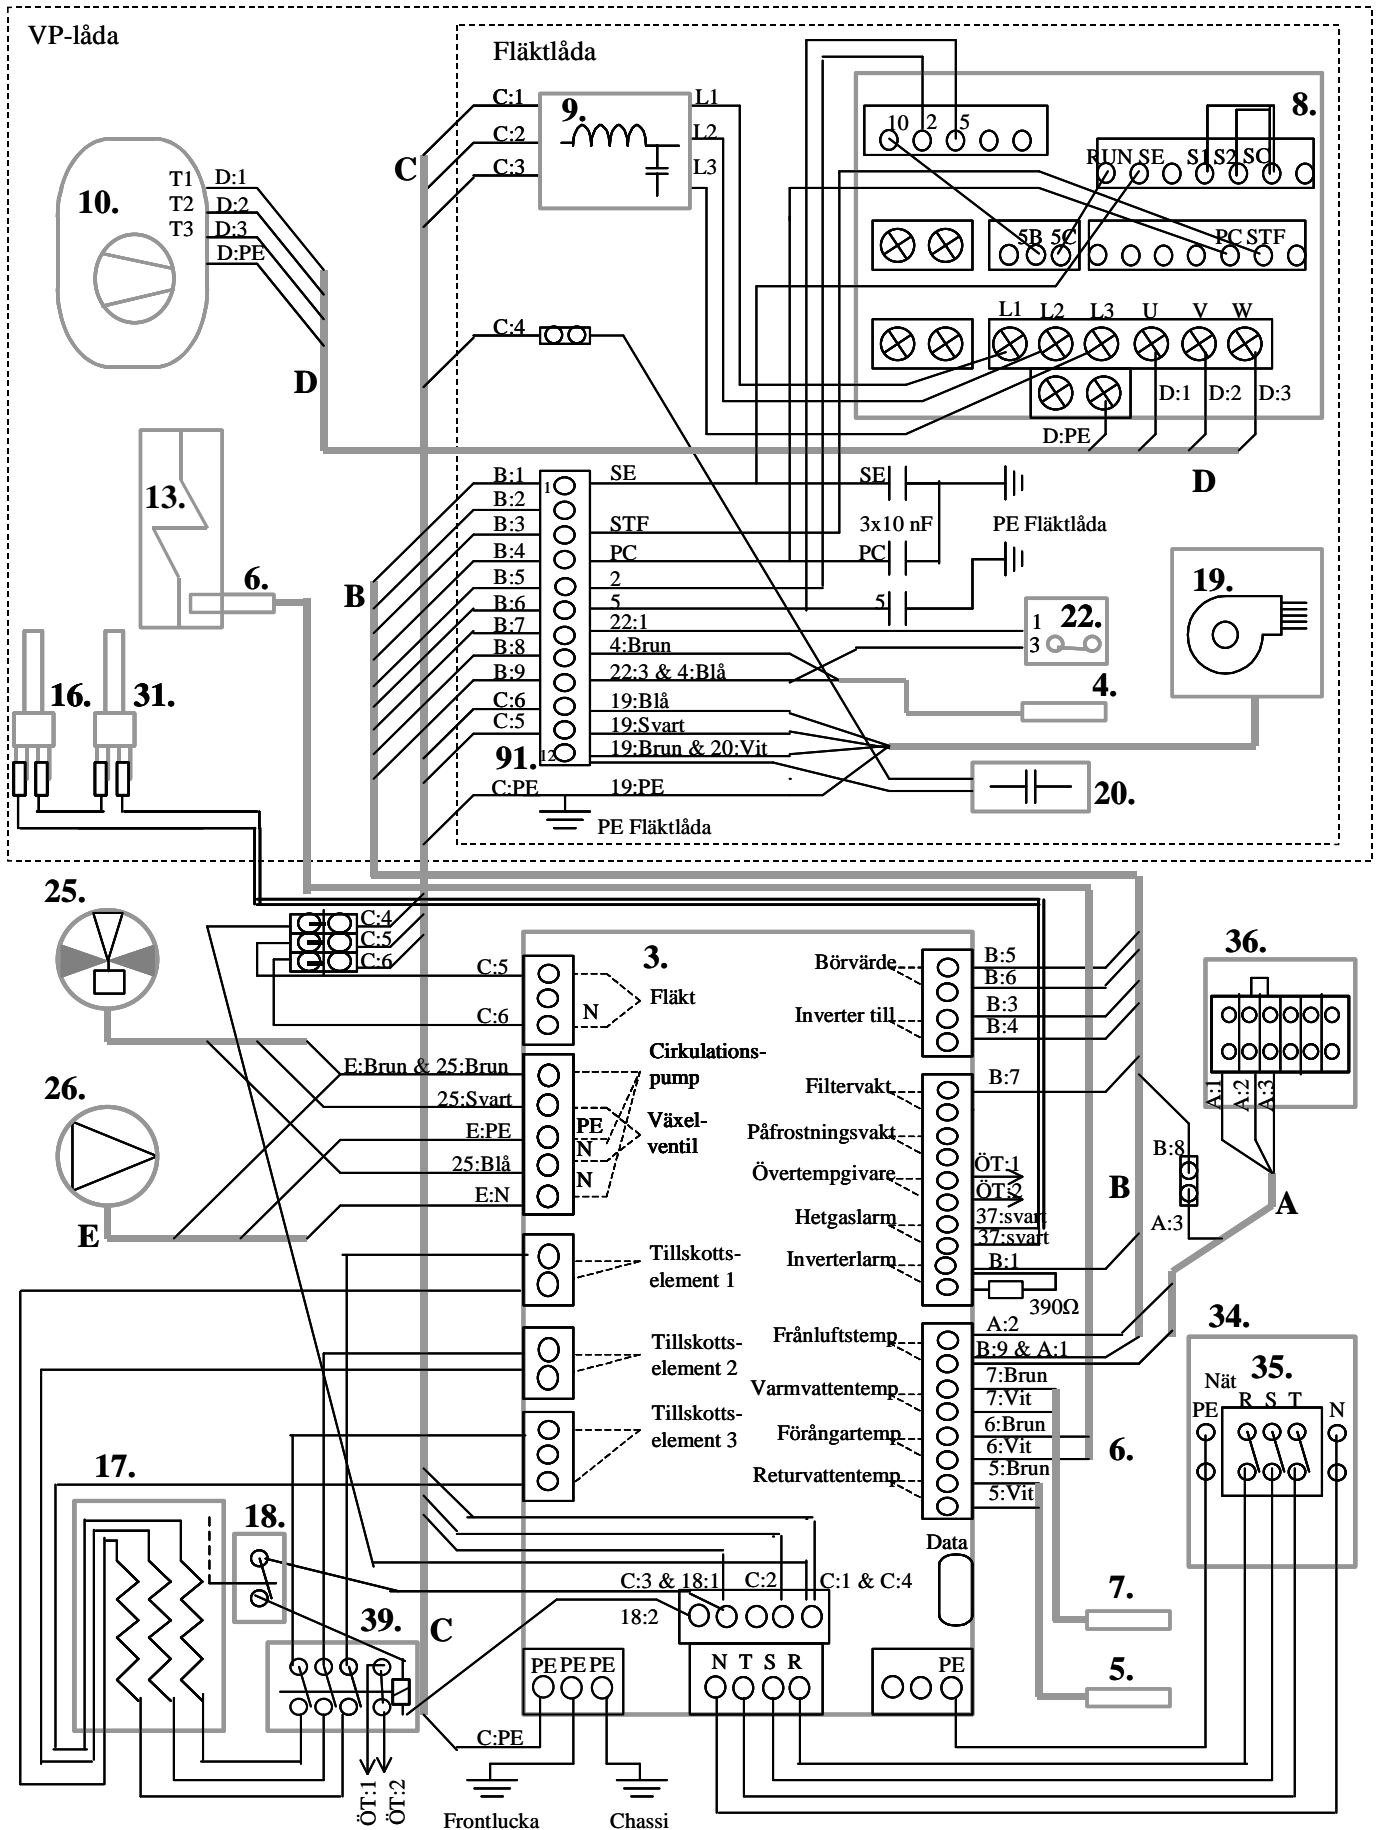 VP-låda
Fläktlåda
10.
T1
T2
T3
D:1
D:2
D:3
D:PE
D
C
C:1
C:2
C:3
9.
L1
L2
L3
8.
10 2 5
RUN SE S1 S2 SC
5B 5C
PC STF
L1 L2 L3 U V W
D:1 D:2 D:3
D:PE
D
C:4
13.
6.
B
B:1
B:2
B:3
B:4
B:5
B:6
B:7
B:8
B:9
C:6
C:5
C:PE
1
12
91.
SE
STF
PC
2
5
22:1
4:Brun
22:3 & 4:Blå
19:Blå
19:Svart
19:Brun & 20:Vit
19:PE
PE Fläktlåda
SE
3x10 nF
PC
5
PE Fläktlåda
1
3
22.
19.
4.
20.
16.
31.
25.
26.
E
C:4
C:5
C:6
C:5
C:6
E:Brun & 25:Brun
25:Svart
E:PE
25:Blå
E:N
3.
Fläkt
N
Cirkulations-
pump
Växel-
ventil
PE
N
N
Tillskotts-
element 1
Tillskotts-
element 2
Tillskotts-
element 3
Börvärde
Inverter till
Filtervakt
Påfrostningsvakt
Övertempgivare
Hetgaslarm
Inverterlarm
Frånluftstemp
Varmvattentemp
Förångartemp
Returvattentemp
Data
B:5
B:6
B:3
B:4
B:7
ÖT:1
ÖT:2
37:svart
37:svart
B:1
390Ω
A:2
B:9 & A:1
7:Brun
7:Vit
6:Brun
6:Vit
5:Brun
5:Vit
B
B:8
A:3
A
36.
A:1
A:2
A:3
34.
35.
Nät
PE R S T N
6.
7.
5.
17.
18.
39.
C
ÖT:1
ÖT:2
C:3 & 18:1
C:2
C:1 & C:4
18:2
N T S R
PE PE PE
PE
C:PE
Frontlucka
Chassi